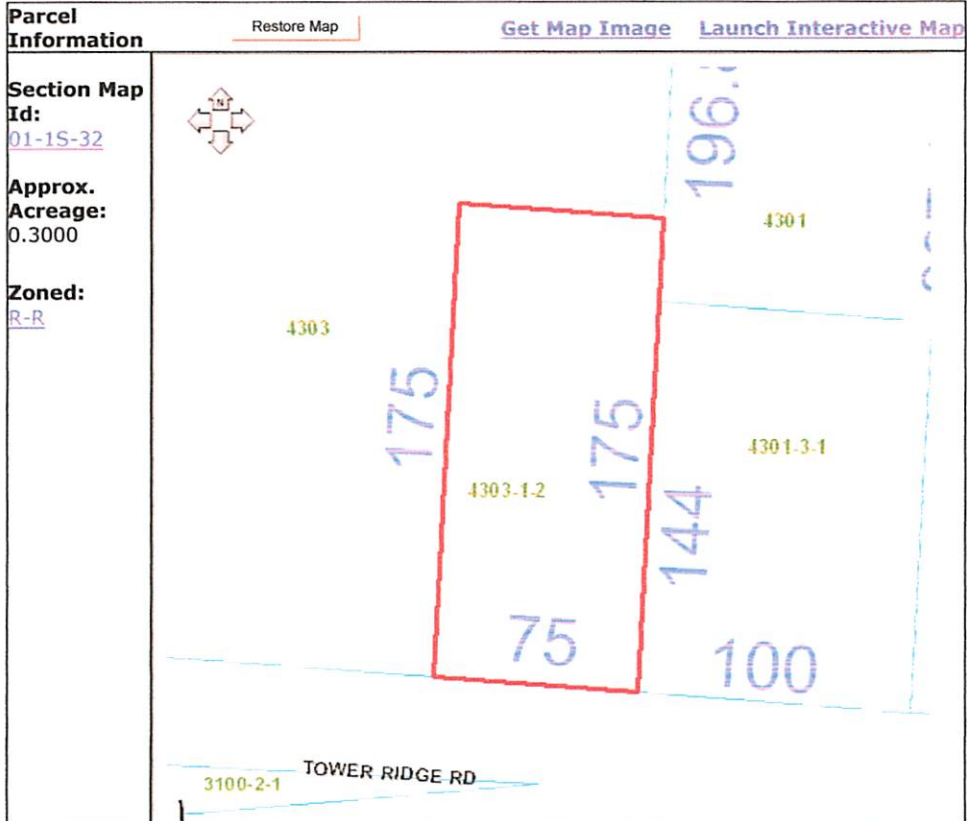 Parcel Information
Restore Map
Get Map Image
Launch Interactive Map
Section Map Id:
01-1S-32
Approx. Acreage:
0.3000
Zoned:
R-R
N
4301
4303
175
175
4301-3-1
4303-1-2
144
75
100
TOWER RIDGE RD
3100-2-1